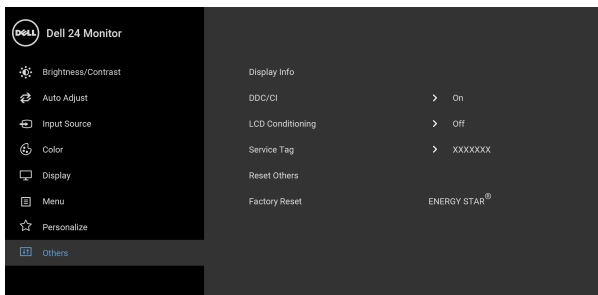 DELL Dell 24 Monitor
Brightness/Contrast
Auto Adjust
Input Source
Color
Display
Menu
Personalize
Others
Display Info
DDC/CI > On
LCD Conditioning > Off
Service Tag > XXXXXXX
Reset Others
Factory Reset ENERGY STAR®